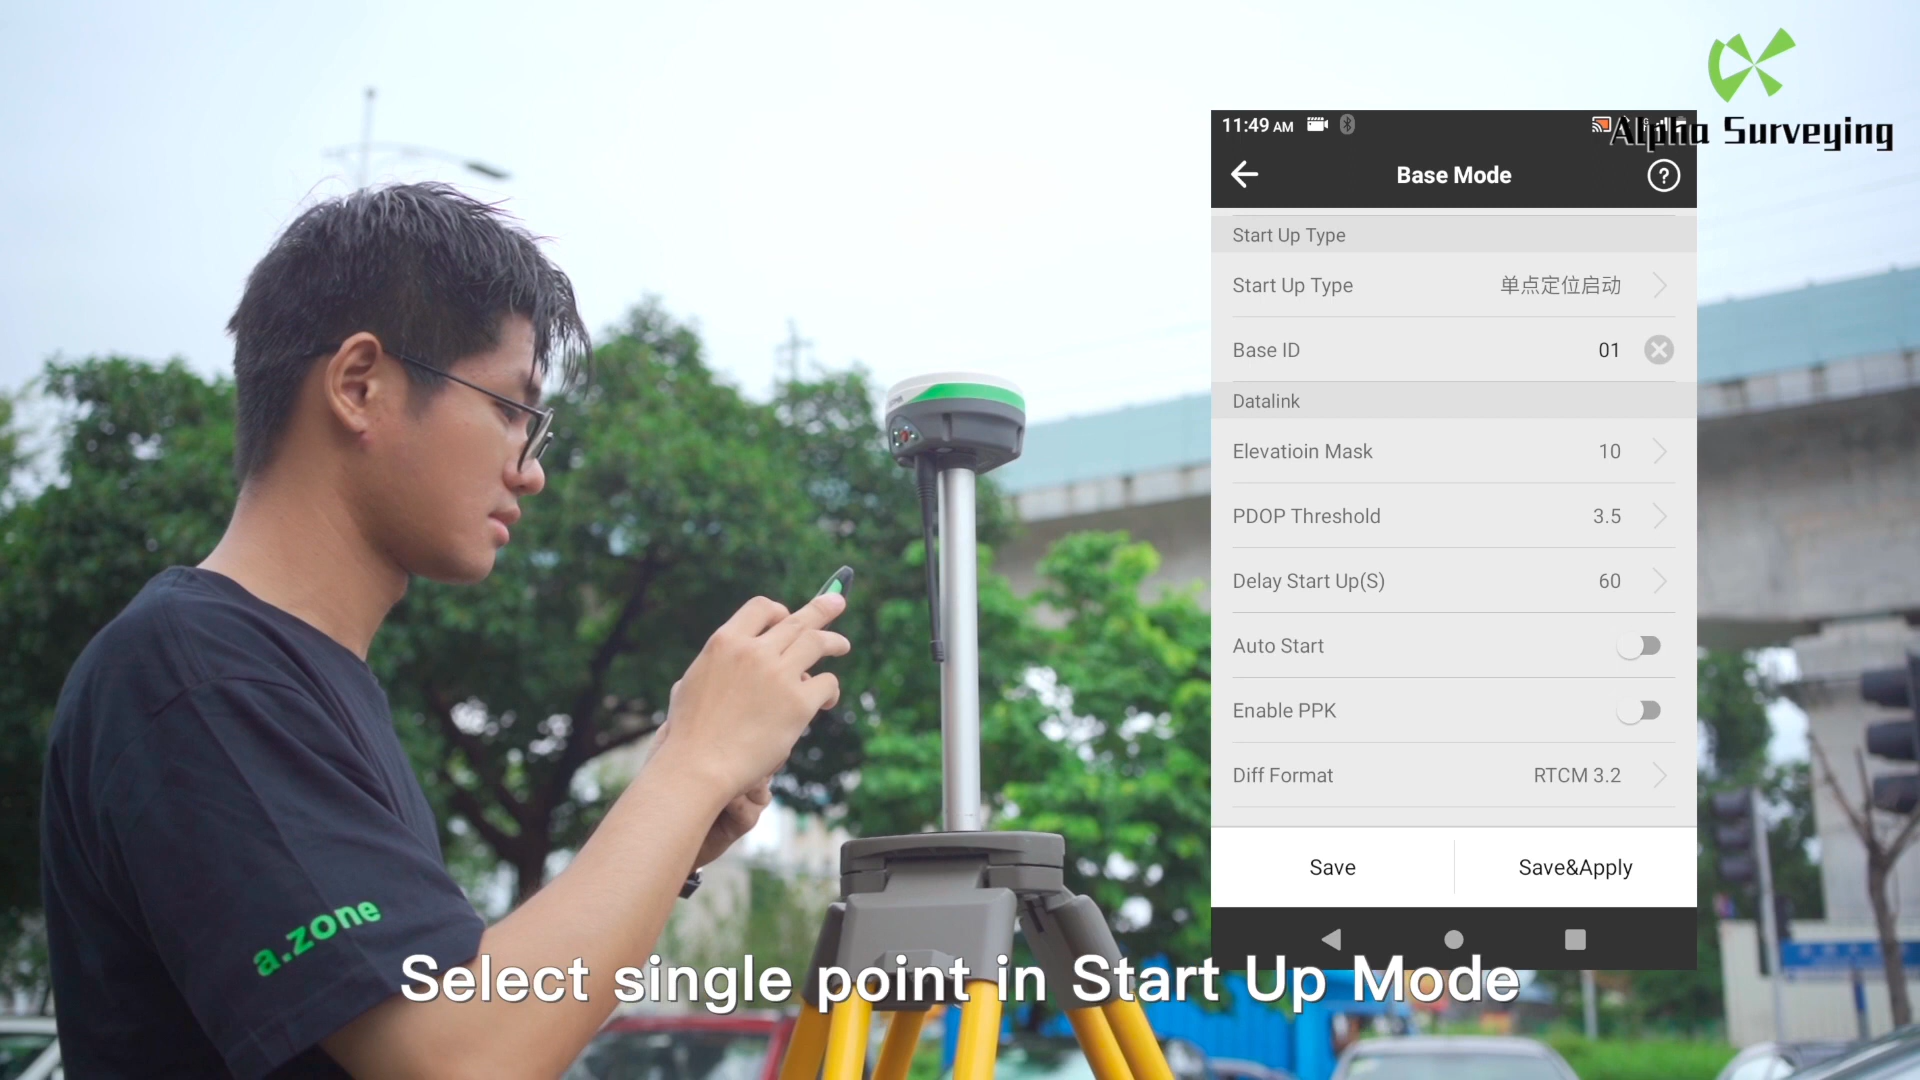 11:49 AM
Alpha Surveying
Base Mode
?
Start Up Type
Start Up Type 单点定位启动
Base ID 01
Datalink
Elevatioin Mask 10
PDOP Threshold 3.5
Delay Start Up(S) 60
Auto Start
Enable PPK
Diff Format RTCM 3.2
Save Save&Apply
a.zone
Select single point in Start Up Mode